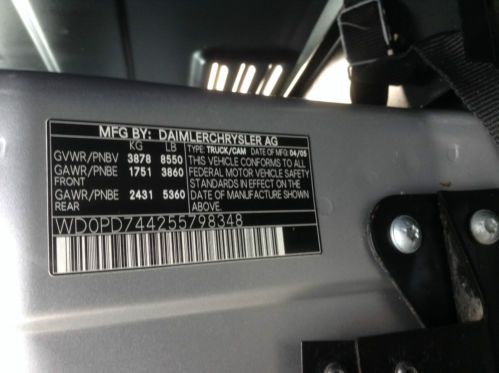 MFG BY: DAIMLERCHRYSLER AG
KG LB TYPE: TRUCK/CAM DATE OF MFG: 04/05
GVWR/PNBV 3878 8550 THIS VEHICLE CONFORMS TO ALL
GAWR/PNBE 1751 3860 FEDERAL MOTOR VEHICLE SAFETY
FRONT STANDARDS IN EFFECT ON THE
GAWR/PNBE 2431 5360 DATE OF MANUFACTURE SHOWN
REAR ABOVE.
WD0PD744255798348